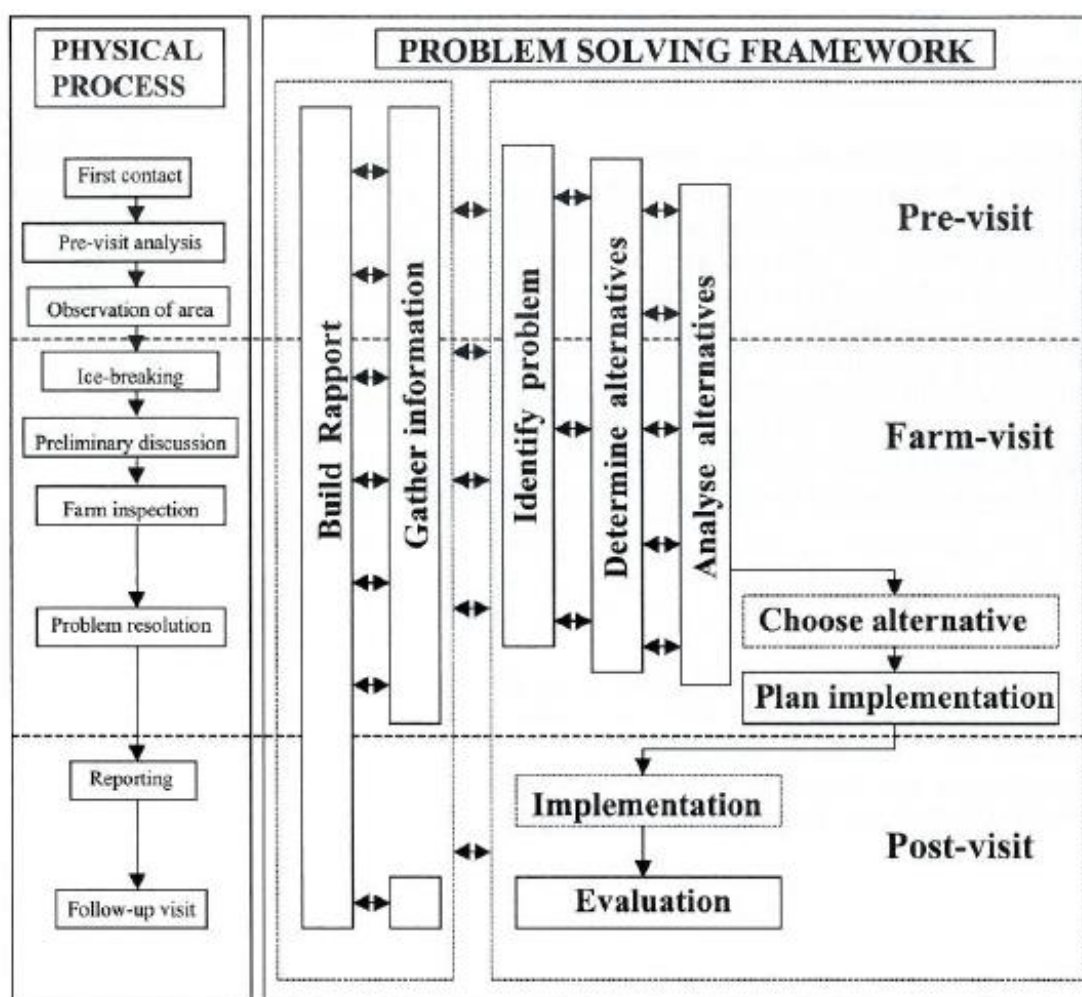 PHYSICAL
PROCESS
First contact
Pre-visit analysis
Observation of area
Ice-breaking
Preliminary discussion
Farm inspection
Problem resolution
Reporting
Follow-up visit
PROBLEM SOLVING FRAMEWORK
Build Rapport
Gather information
Identify problem
Determine alternatives
Analyse alternatives
Pre-visit
Farm-visit
Choose alternative
Plan implementation
Implementation
Evaluation
Post-visit